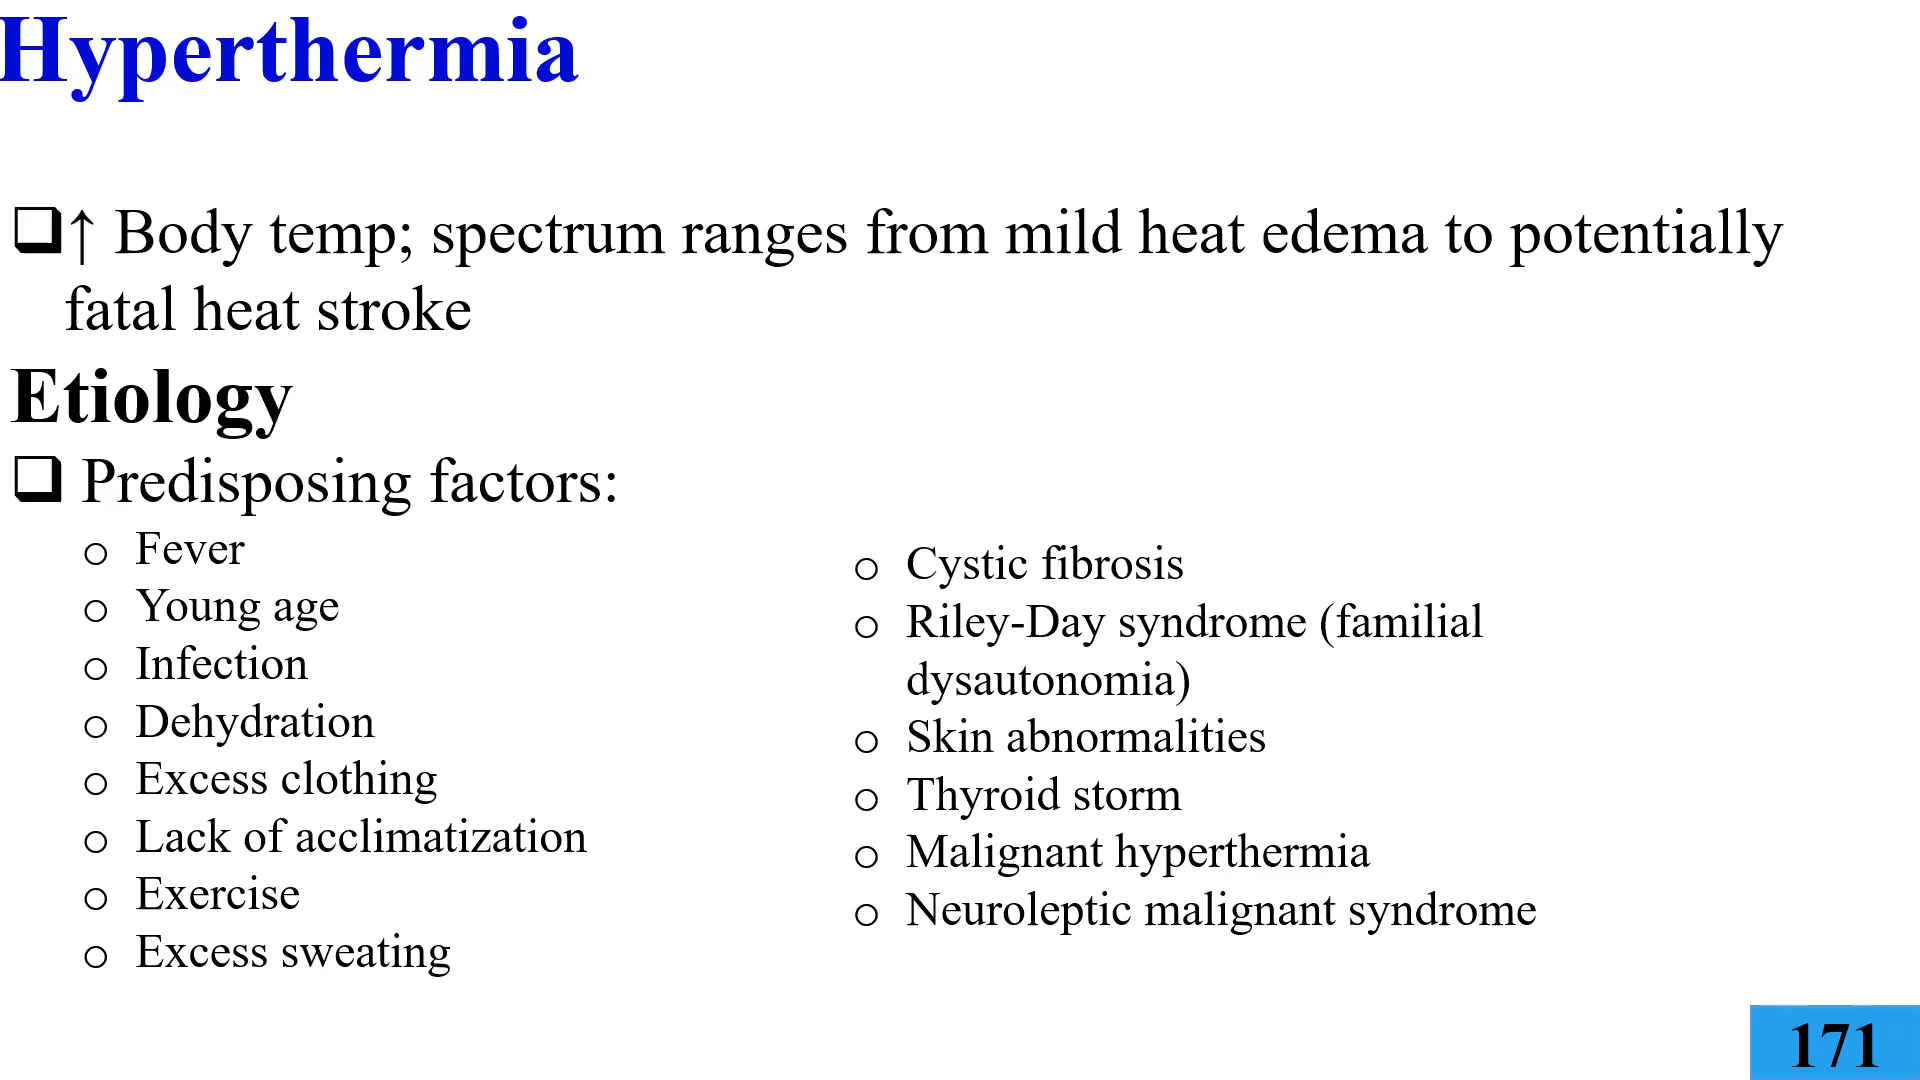 Hyperthermia
❑↑ Body temp; spectrum ranges from mild heat edema to potentially
fatal heat stroke
Etiology
❑ Predisposing factors:
o Fever
o Young age
o Infection
o Dehydration
o Excess clothing
o Lack of acclimatization
o Exercise
o Excess sweating
o Cystic fibrosis
o Riley-Day syndrome (familial
dysautonomia)
o Skin abnormalities
o Thyroid storm
o Malignant hyperthermia
o Neuroleptic malignant syndrome
171